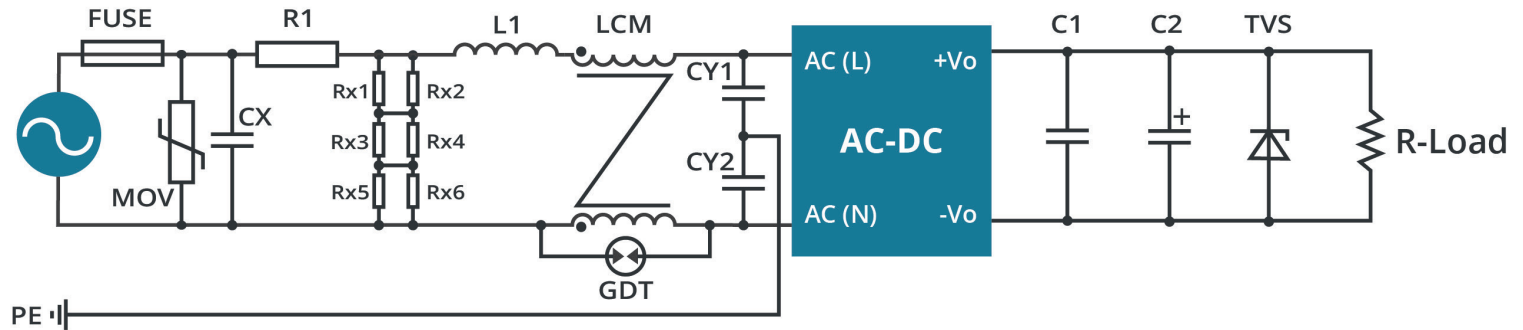 FUSE
R1
L1
LCM
C1
C2
TVS
AC (L)
+Vo
CY1
Rx1
Rx2
CX
+
Rx3
Rx4
AC-DC
R-Load
CY2
MOV
Rx5
Rx6
AC (N)
-Vo
GDT
PE